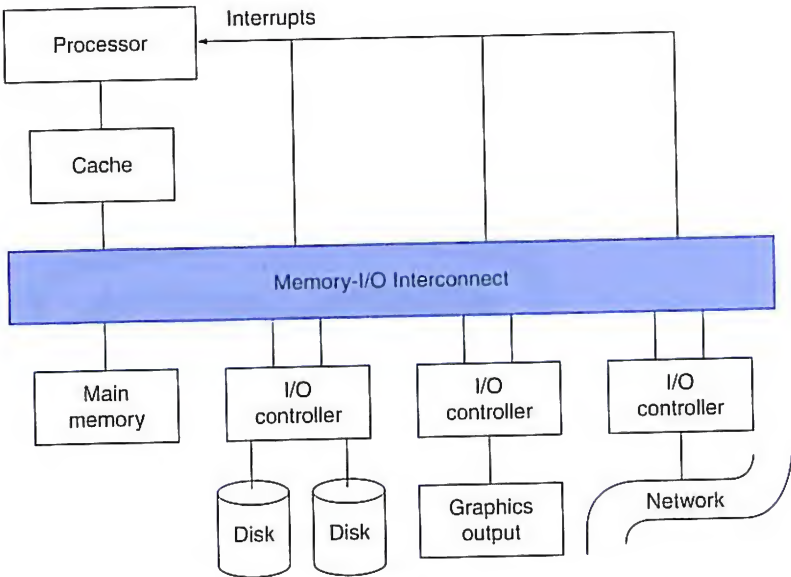 Interrupts
Processor
Cache
Memory-I/O Interconnect
Main
memory
I/O
controller
I/O
controller
I/O
controller
Disk
Disk
Graphics
output
Network